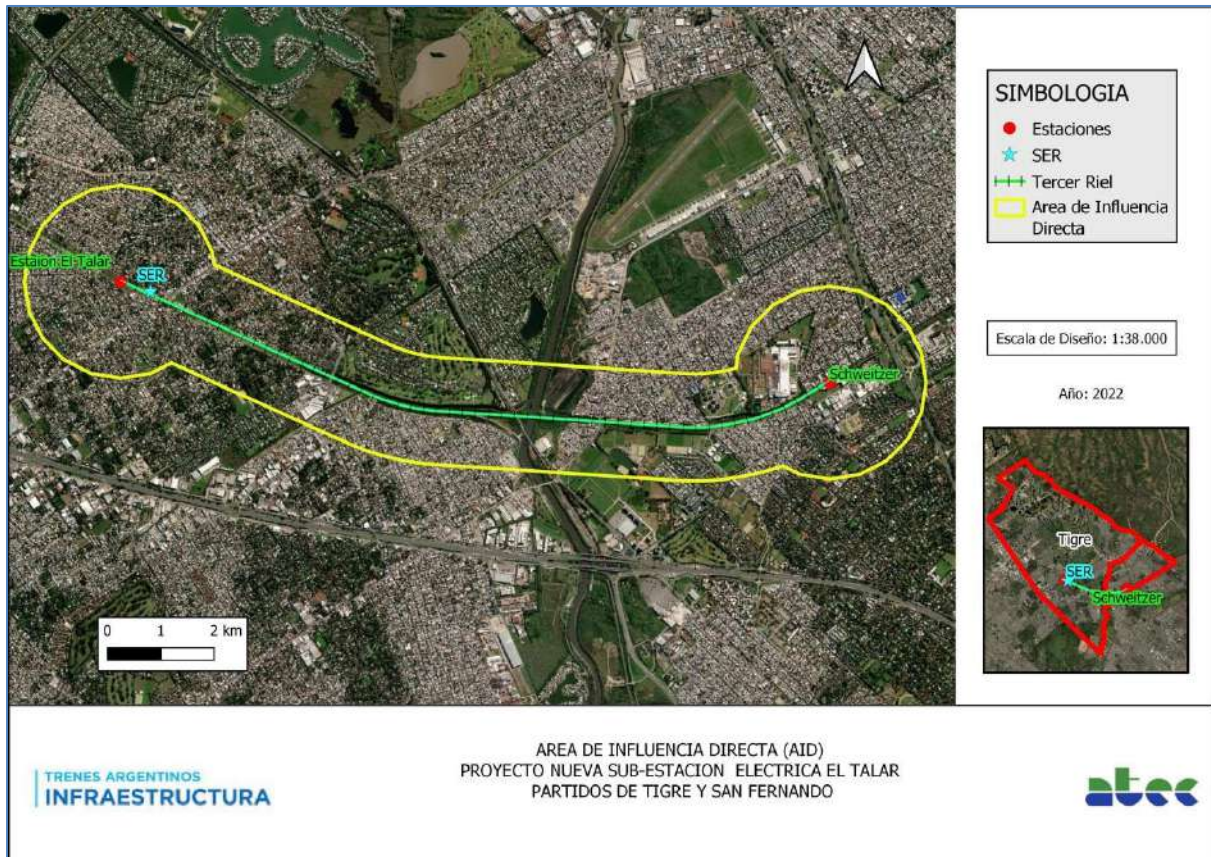 Estaion El-Talar
SER
Schweitzer
0 1 2 km
SIMBOLOGIA
Estaciones
SER
Tercer Riel
Area de Influencia
Directa
Escala de Diseño: 1:38.000
Año: 2022
Tigre
SER
Schweitzer
TRENES ARGENTINOS
INFRAESTRUCTURA
AREA DE INFLUENCIA DIRECTA (AID)
PROYECTO NUEVA SUB-ESTACION ELECTRICA EL TALAR
PARTIDOS DE TIGRE Y SAN FERNANDO
atec